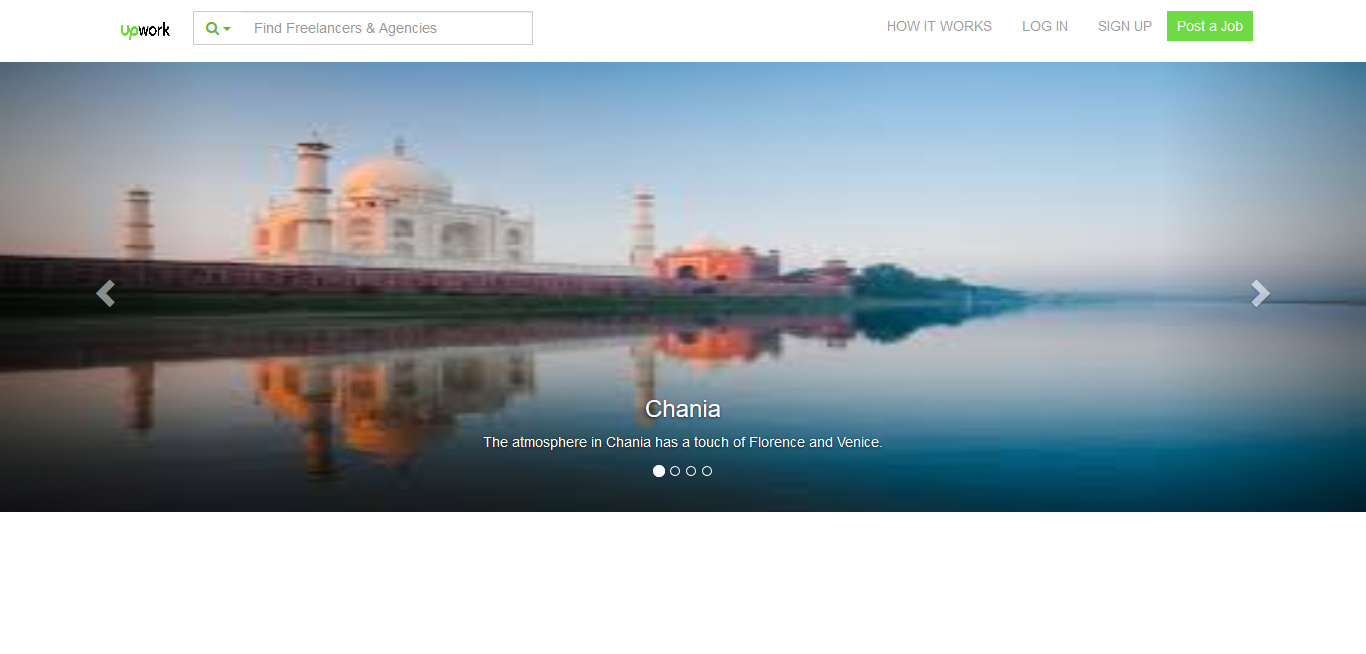 upwork
Find Freelancers & Agencies
HOW IT WORKS
LOG IN
SIGN UP
Post a Job
Chania
The atmosphere in Chania has a touch of Florence and Venice.